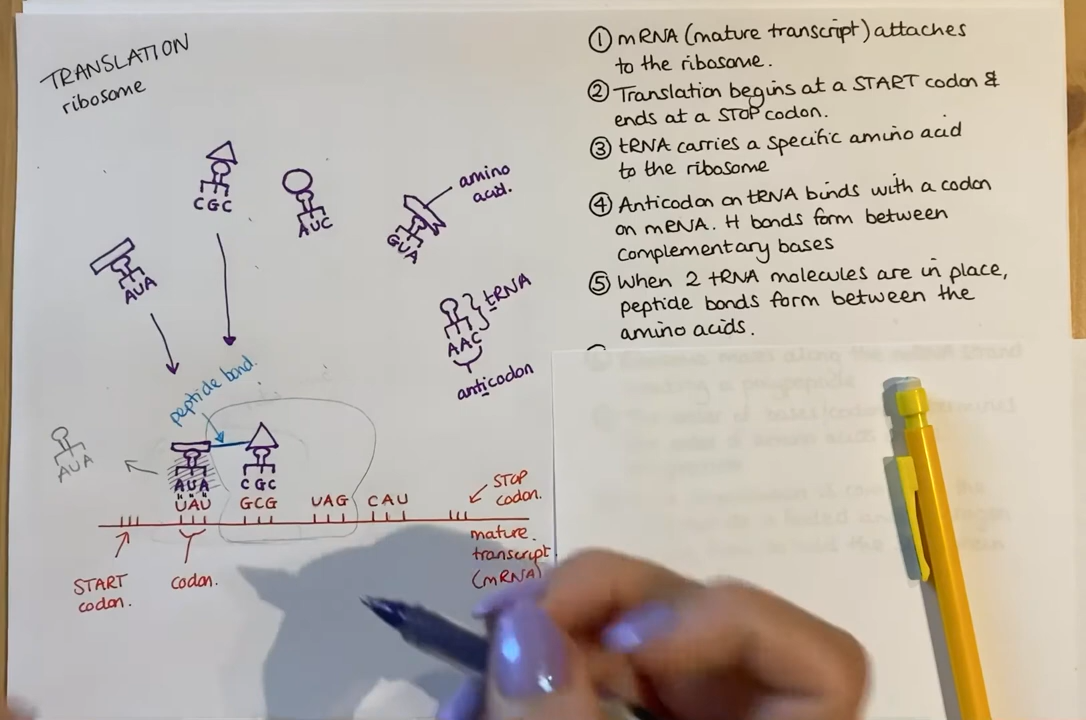 TRANSLATION
ribosome
CGC
AUC
amino
acid.
GUA
AUA
tRNA
AAC
anticodon
peptide bond.
AUA
AUA
CGC
UAU
GCG
UAG
CAU
STOP
codon.
START
codon.
codon.
mature
transcript
(mRNA)
① mRNA (mature transcript) attaches
to the ribosome.
② Translation begins at a START codon &
ends at a STOP codon.
③ tRNA carries a specific amino acid
to the ribosome
④ Anticodon on tRNA binds with a codon
on mRNA. H bonds form between
complementary bases
⑤ When 2 tRNA molecules are in place,
peptide bonds form between the
amino acids.